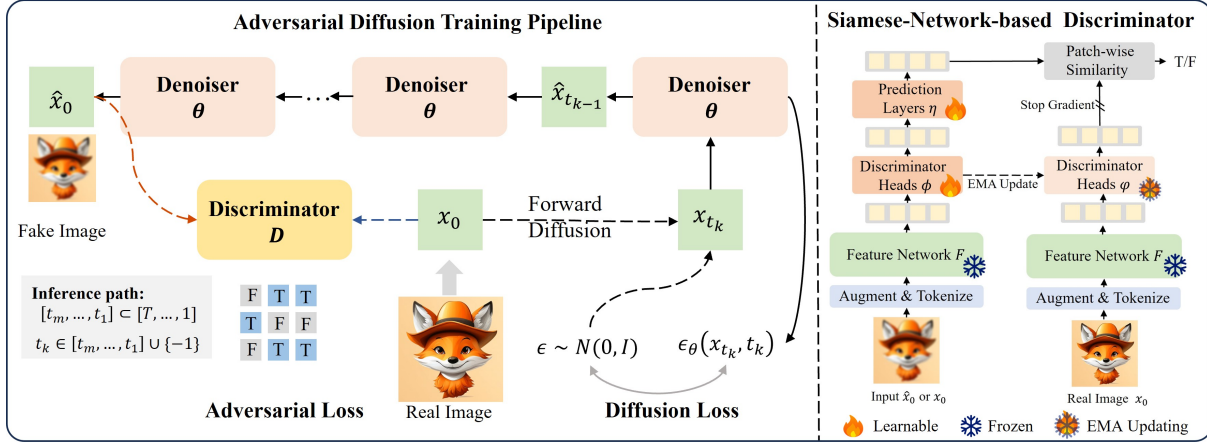 Adversarial Diffusion Training Pipeline
x̂₀
Denoiser
θ
...
Denoiser
θ
x̂ₜₖ₋₁
Denoiser
θ
Fake Image
Discriminator
D
x₀
Forward
Diffusion
xₜₖ
Inference path:
[tₘ, ..., t₁] ⊂ [T, ..., 1]
tₖ ∈ [tₘ, ..., t₁] ∪ {−1}
F T T
T F F
F T T
Adversarial Loss
Real Image
ϵ ~ N(0, I)
ϵ_θ(xₜₖ, tₖ)
Diffusion Loss
Siamese-Network-based Discriminator
Patch-wise
Similarity
T/F
Prediction
Layers η
Stop Gradient
Discriminator
Heads ϕ
EMA Update
Discriminator
Heads φ
Feature Network F
Feature Network F
Augment & Tokenize
Augment & Tokenize
Input x̂₀ or x₀
Real Image x₀
Learnable
Frozen
EMA Updating